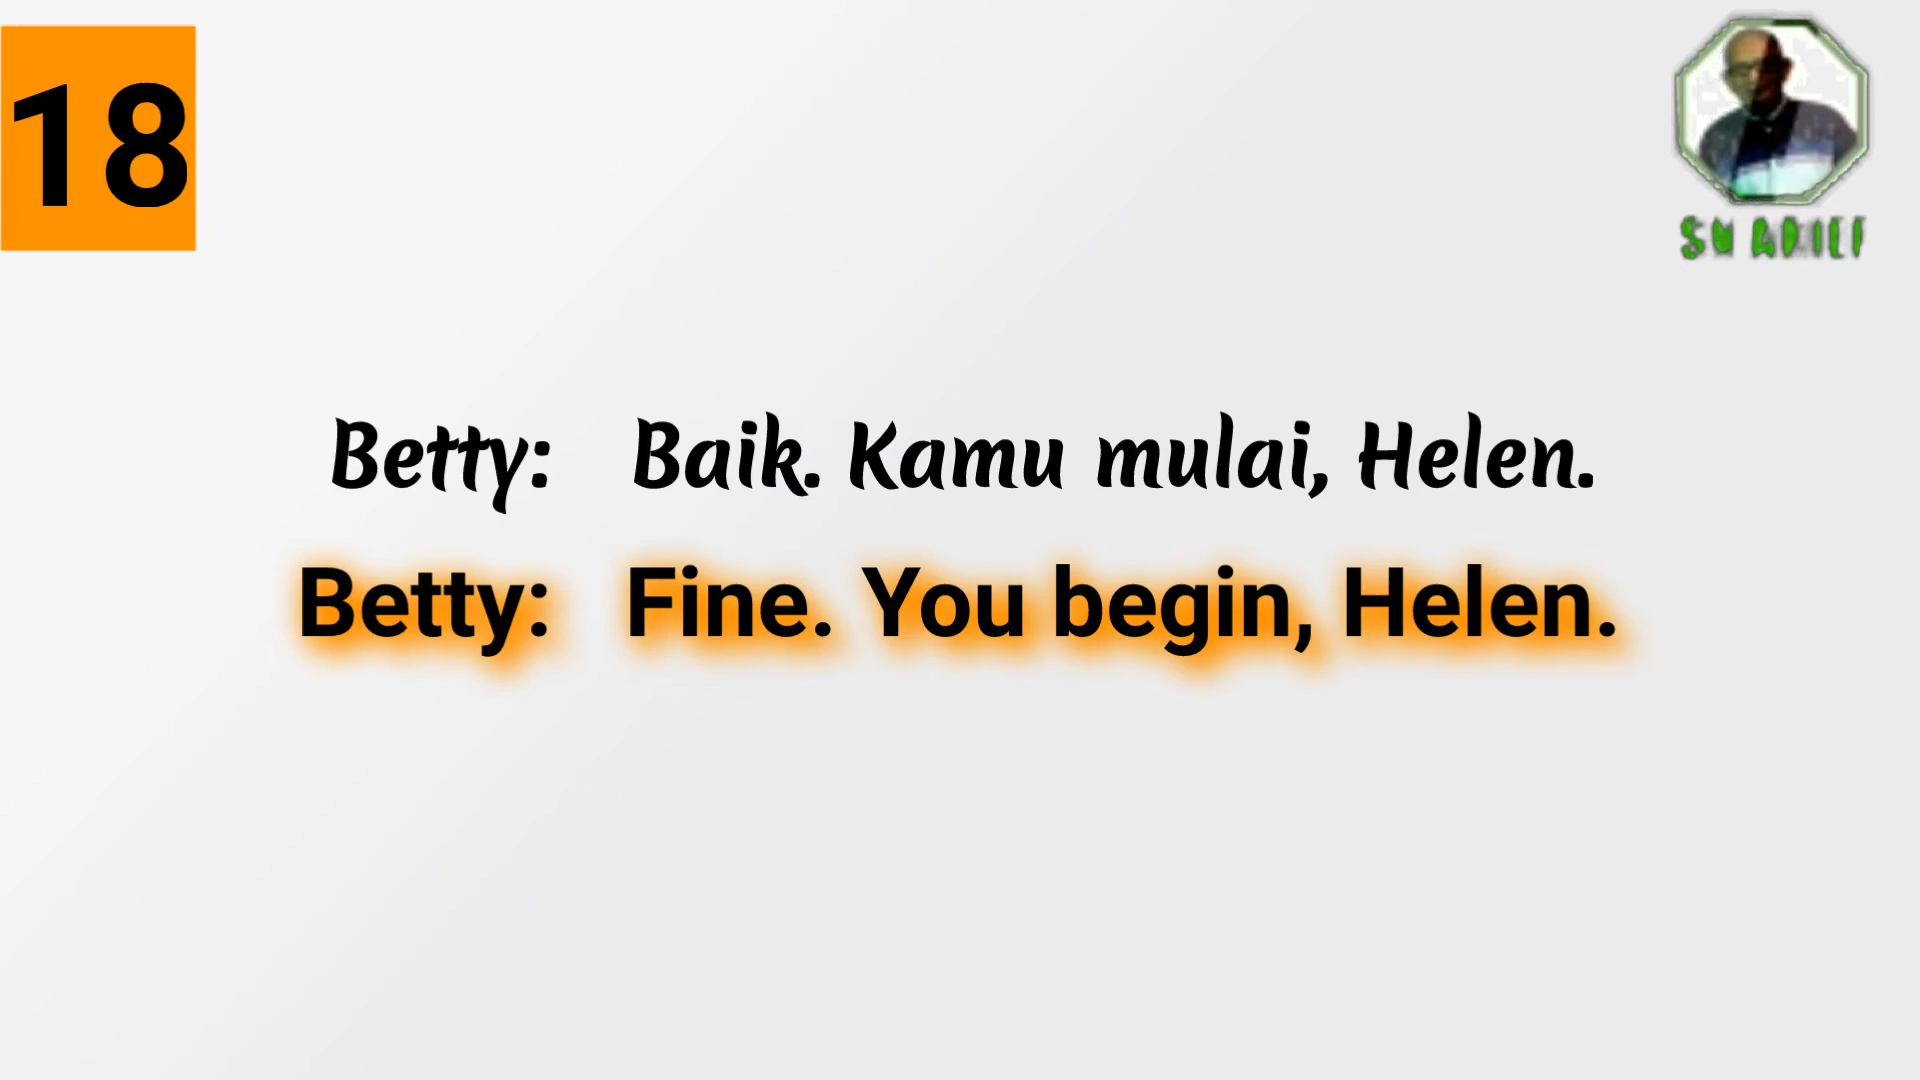 18
Betty: Baik. Kamu mulai, Helen.
Betty: Fine. You begin, Helen.